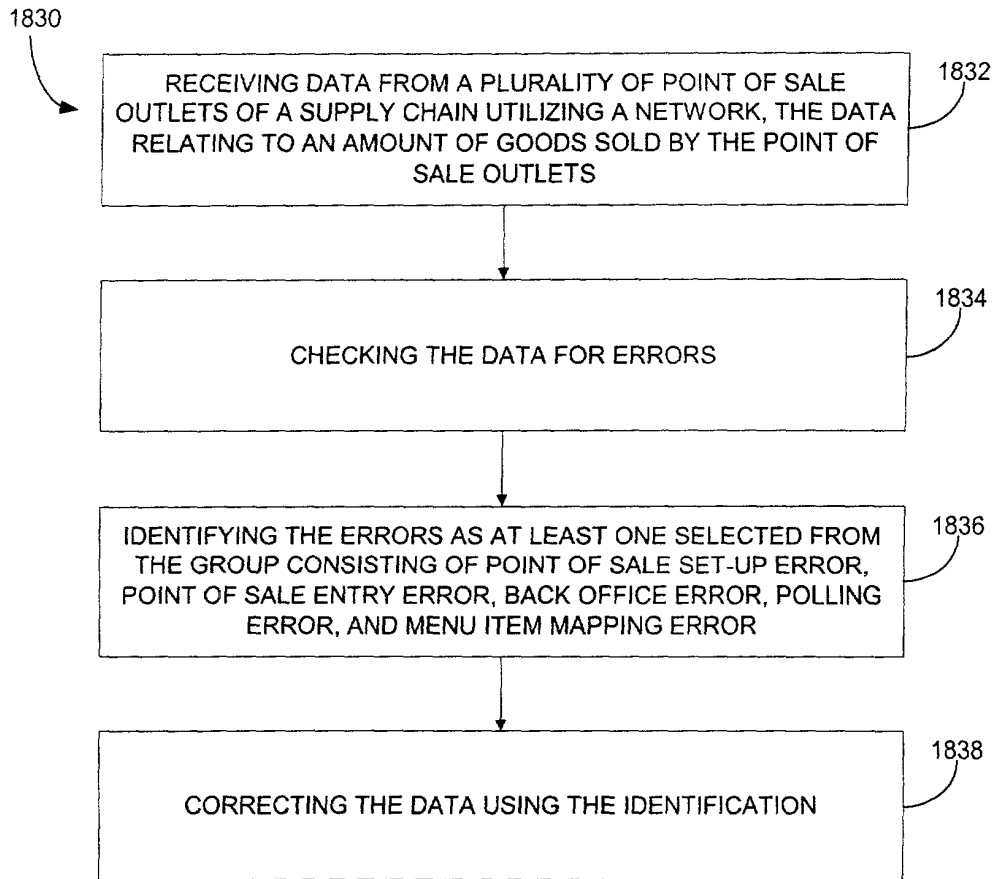 1830
RECEIVING DATA FROM A PLURALITY OF POINT OF SALE
OUTLETS OF A SUPPLY CHAIN UTILIZING A NETWORK, THE DATA
RELATING TO AN AMOUNT OF GOODS SOLD BY THE POINT OF
SALE OUTLETS
1832
CHECKING THE DATA FOR ERRORS
1834
IDENTIFYING THE ERRORS AS AT LEAST ONE SELECTED FROM
THE GROUP CONSISTING OF POINT OF SALE SET-UP ERROR,
POINT OF SALE ENTRY ERROR, BACK OFFICE ERROR, POLLING
ERROR, AND MENU ITEM MAPPING ERROR
1836
CORRECTING THE DATA USING THE IDENTIFICATION
1838